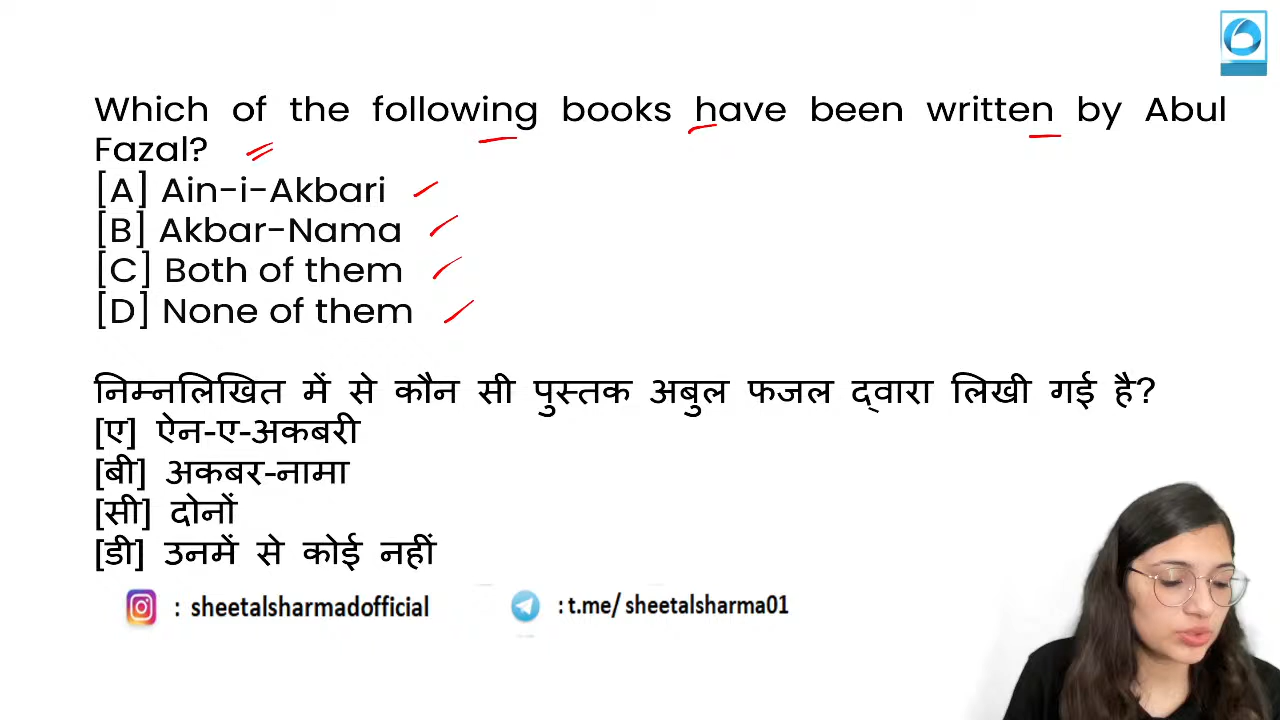 Which of the following books have been written by Abul
Fazal?
[A] Ain-i-Akbari
[B] Akbar-Nama
[C] Both of them
[D] None of them
निम्नलिखित में से कौन सी पुस्तक अबुल फजल द्वारा लिखी गई है?
[ए] ऐन-ए-अकबरी
[बी] अकबर-नामा
[सी] दोनों
[डी] उनमें से कोई नहीं
: sheetalsharmadofficial
: t.me/ sheetalsharma01